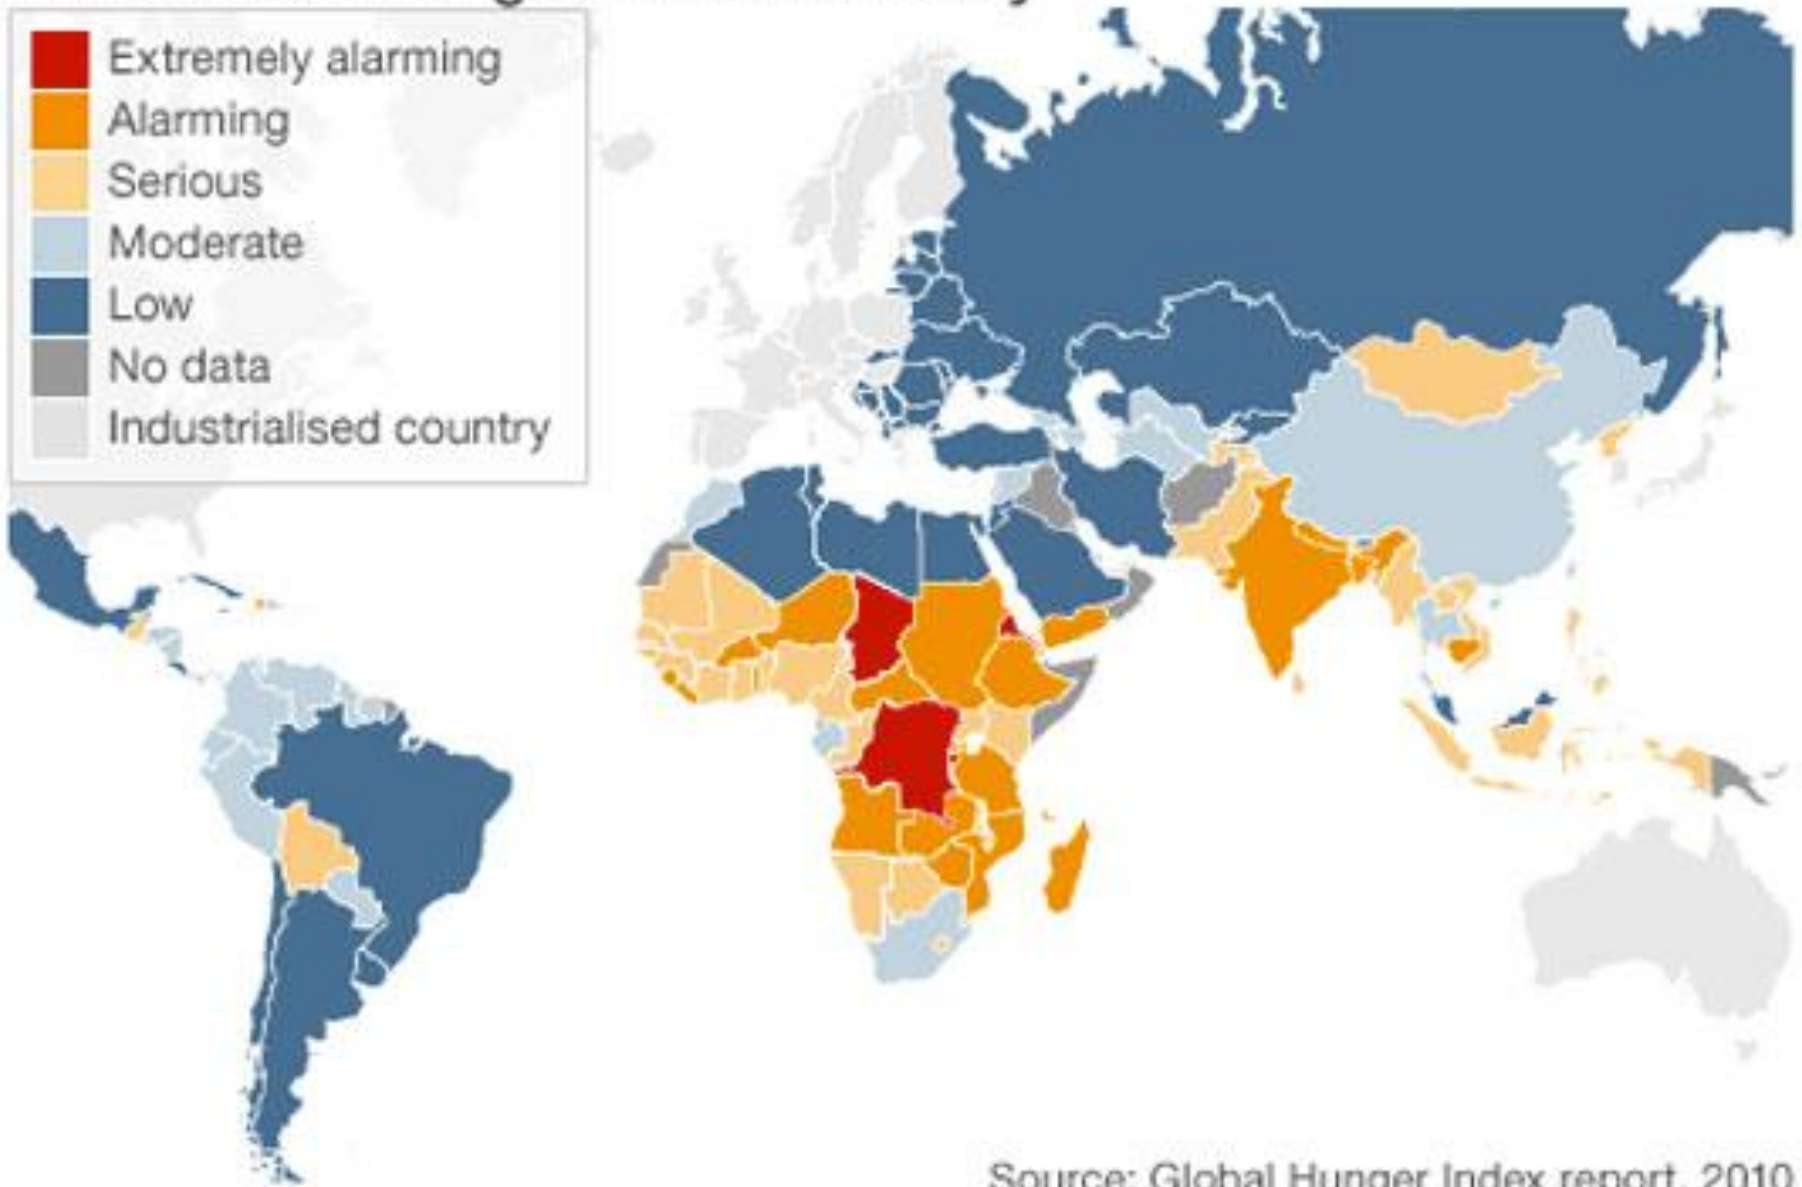 Extremely alarming
Alarming
Serious
Moderate
Low
No data
Industrialised country
Source: Global Hunger Index report, 2010